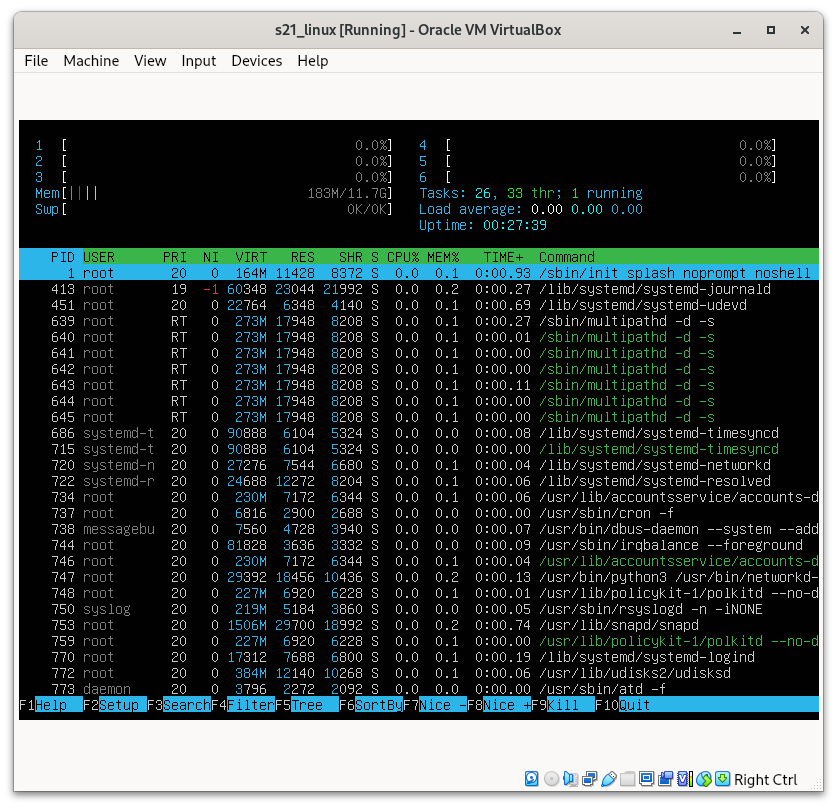 s21_linux [Running] - Oracle VM VirtualBox
File Machine View Input Devices Help
1 [ 0.0%] 4 [ 0.0%]
2 [ 0.0%] 5 [ 0.0%]
3 [ 0.0%] 6 [ 0.0%]
Mem[|||| 183M/11.7G] Tasks: 26, 33 thr; 1 running
Swp[ 0K/0K] Load average: 0.00 0.00 0.00
Uptime: 00:27:39
PID USER PRI NI VIRT RES SHR S CPU% MEM% TIME+ Command
1 root 20 0 164M 11428 8372 S 0.0 0.1 0:00.93 /sbin/init splash noprompt noshell
413 root 19 -1 60348 23044 21992 S 0.0 0.2 0:00.27 /lib/systemd/systemd-journald
451 root 20 0 22764 6348 4140 S 0.0 0.1 0:00.69 /lib/systemd/systemd-udevd
639 root RT 0 273M 17948 8208 S 0.0 0.1 0:00.27 /sbin/multipathd -d -s
640 root RT 0 273M 17948 8208 S 0.0 0.1 0:00.01 /sbin/multipathd -d -s
641 root RT 0 273M 17948 8208 S 0.0 0.1 0:00.00 /sbin/multipathd -d -s
642 root RT 0 273M 17948 8208 S 0.0 0.1 0:00.00 /sbin/multipathd -d -s
643 root RT 0 273M 17948 8208 S 0.0 0.1 0:00.11 /sbin/multipathd -d -s
644 root RT 0 273M 17948 8208 S 0.0 0.1 0:00.00 /sbin/multipathd -d -s
645 root RT 0 273M 17948 8208 S 0.0 0.1 0:00.00 /sbin/multipathd -d -s
686 systemd-t 20 0 90888 6104 5324 S 0.0 0.0 0:00.08 /lib/systemd/systemd-timesyncd
715 systemd-t 20 0 90888 6104 5324 S 0.0 0.0 0:00.00 /lib/systemd/systemd-timesyncd
720 systemd-n 20 0 27276 7544 6680 S 0.0 0.1 0:00.04 /lib/systemd/systemd-networkd
722 systemd-r 20 0 24688 12272 8204 S 0.0 0.1 0:00.06 /lib/systemd/systemd-resolved
734 root 20 0 230M 7172 6344 S 0.0 0.1 0:00.06 /usr/lib/accountsservice/accounts-d
737 root 20 0 6816 2900 2688 S 0.0 0.0 0:00.00 /usr/sbin/cron -f
738 messagebu 20 0 7560 4728 3940 S 0.0 0.0 0:00.07 /usr/bin/dbus-daemon --system --add
744 root 20 0 81828 3636 3332 S 0.0 0.0 0:00.09 /usr/sbin/irqbalance --foreground
746 root 20 0 230M 7172 6344 S 0.0 0.1 0:00.04 /usr/lib/accountsservice/accounts-d
747 root 20 0 29392 18456 10436 S 0.0 0.2 0:00.13 /usr/bin/python3 /usr/bin/networkd-
748 root 20 0 227M 6920 6228 S 0.0 0.1 0:00.01 /usr/lib/policykit-1/polkitd --no-d
750 syslog 20 0 219M 5184 3860 S 0.0 0.0 0:00.05 /usr/sbin/rsyslogd -n -iNONE
753 root 20 0 1506M 29700 18992 S 0.0 0.2 0:00.74 /usr/lib/snapd/snapd
759 root 20 0 227M 6920 6228 S 0.0 0.1 0:00.00 /usr/lib/policykit-1/polkitd --no-d
770 root 20 0 17312 7688 6800 S 0.0 0.1 0:00.19 /lib/systemd/systemd-logind
772 root 20 0 384M 12140 10268 S 0.0 0.1 0:00.06 /usr/lib/udisks2/udisksd
773 daemon 20 0 3796 2272 2092 S 0.0 0.0 0:00.00 /usr/sbin/atd -f
F1Help F2Setup F3SearchF4FilterF5Tree F6SortByF7Nice -F8Nice +F9Kill F10Quit
Right Ctrl